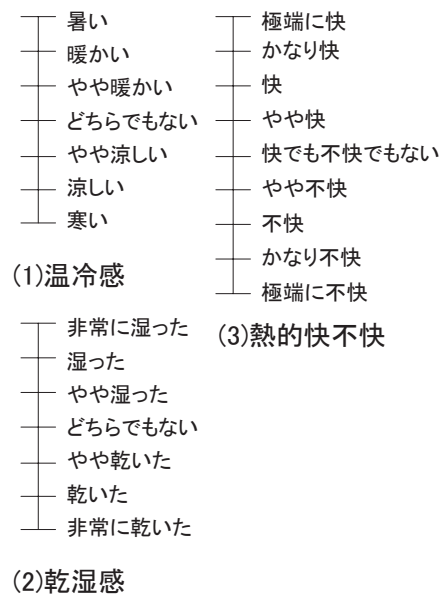 暑い
暖かい
やや暖かい
どちらでもない
やや涼しい
涼しい
寒い
(1)温冷感
非常に湿った
湿った
やや湿った
どちらでもない
やや乾いた
乾いた
非常に乾いた
(2)乾湿感
極端に快
かなり快
快
やや快
快でも不快でもない
やや不快
不快
かなり不快
極端に不快
(3)熱的快不快